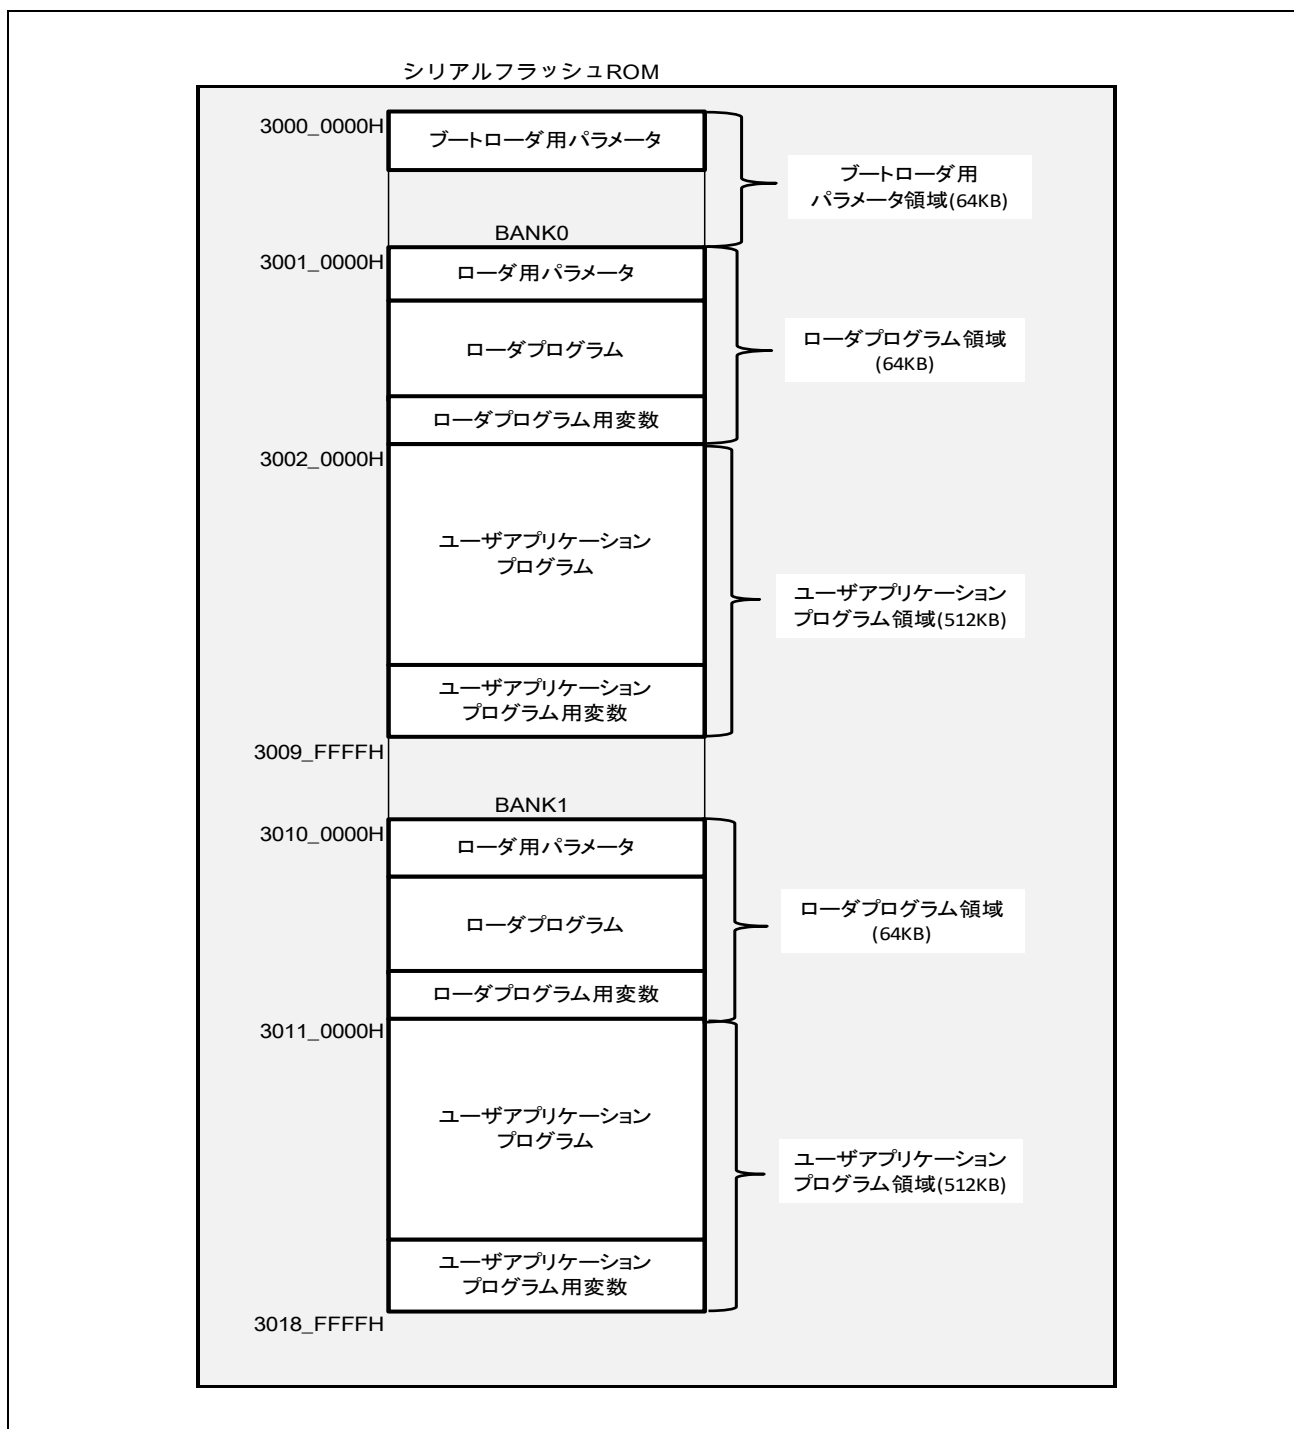 シリアルフラッシュROM
3000_0000H
ブートローダ用パラメータ
ブートローダ用
パラメータ領域(64KB)
BANK0
3001_0000H
ローダ用パラメータ
ローダプログラム
ローダプログラム領域
(64KB)
ローダプログラム用変数
3002_0000H
ユーザアプリケーション
プログラム
ユーザアプリケーション
プログラム領域(512KB)
ユーザアプリケーション
プログラム用変数
3009_FFFFH
BANK1
3010_0000H
ローダ用パラメータ
ローダプログラム
ローダプログラム領域
(64KB)
ローダプログラム用変数
3011_0000H
ユーザアプリケーション
プログラム
ユーザアプリケーション
プログラム領域(512KB)
ユーザアプリケーション
プログラム用変数
3018_FFFFH